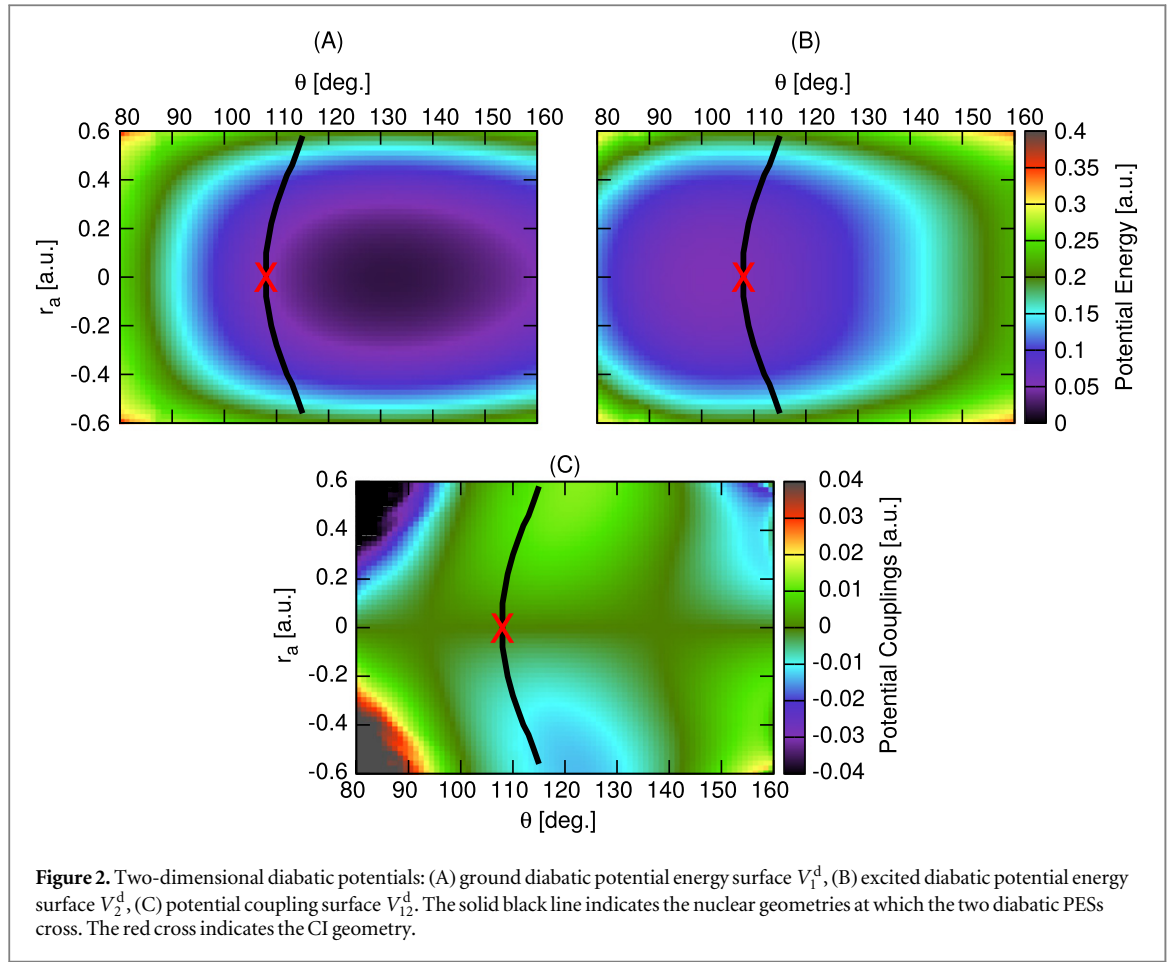 (A)
(B)
θ [deg.]
θ [deg.]
80 90 100 110 120 130 140 150 160
80 90 100 110 120 130 140 150 160
0.6
0.4
0.2
0
-0.2
-0.4
-0.6
rₐ [a.u.]
0.4
0.35
0.3
0.25
0.2
0.15
0.1
0.05
0
Potential Energy [a.u.]
(C)
0.6
0.4
0.2
0
-0.2
-0.4
-0.6
rₐ [a.u.]
80 90 100 110 120 130 140 150 160
θ [deg.]
0.04
0.03
0.02
0.01
0
-0.01
-0.02
-0.03
-0.04
Potential Couplings [a.u.]
Figure 2. Two-dimensional diabatic potentials: (A) ground diabatic potential energy surface V₁ᵈ, (B) excited diabatic potential energy
surface V₂ᵈ, (C) potential coupling surface V₁₂ᵈ. The solid black line indicates the nuclear geometries at which the two diabatic PESs
cross. The red cross indicates the CI geometry.